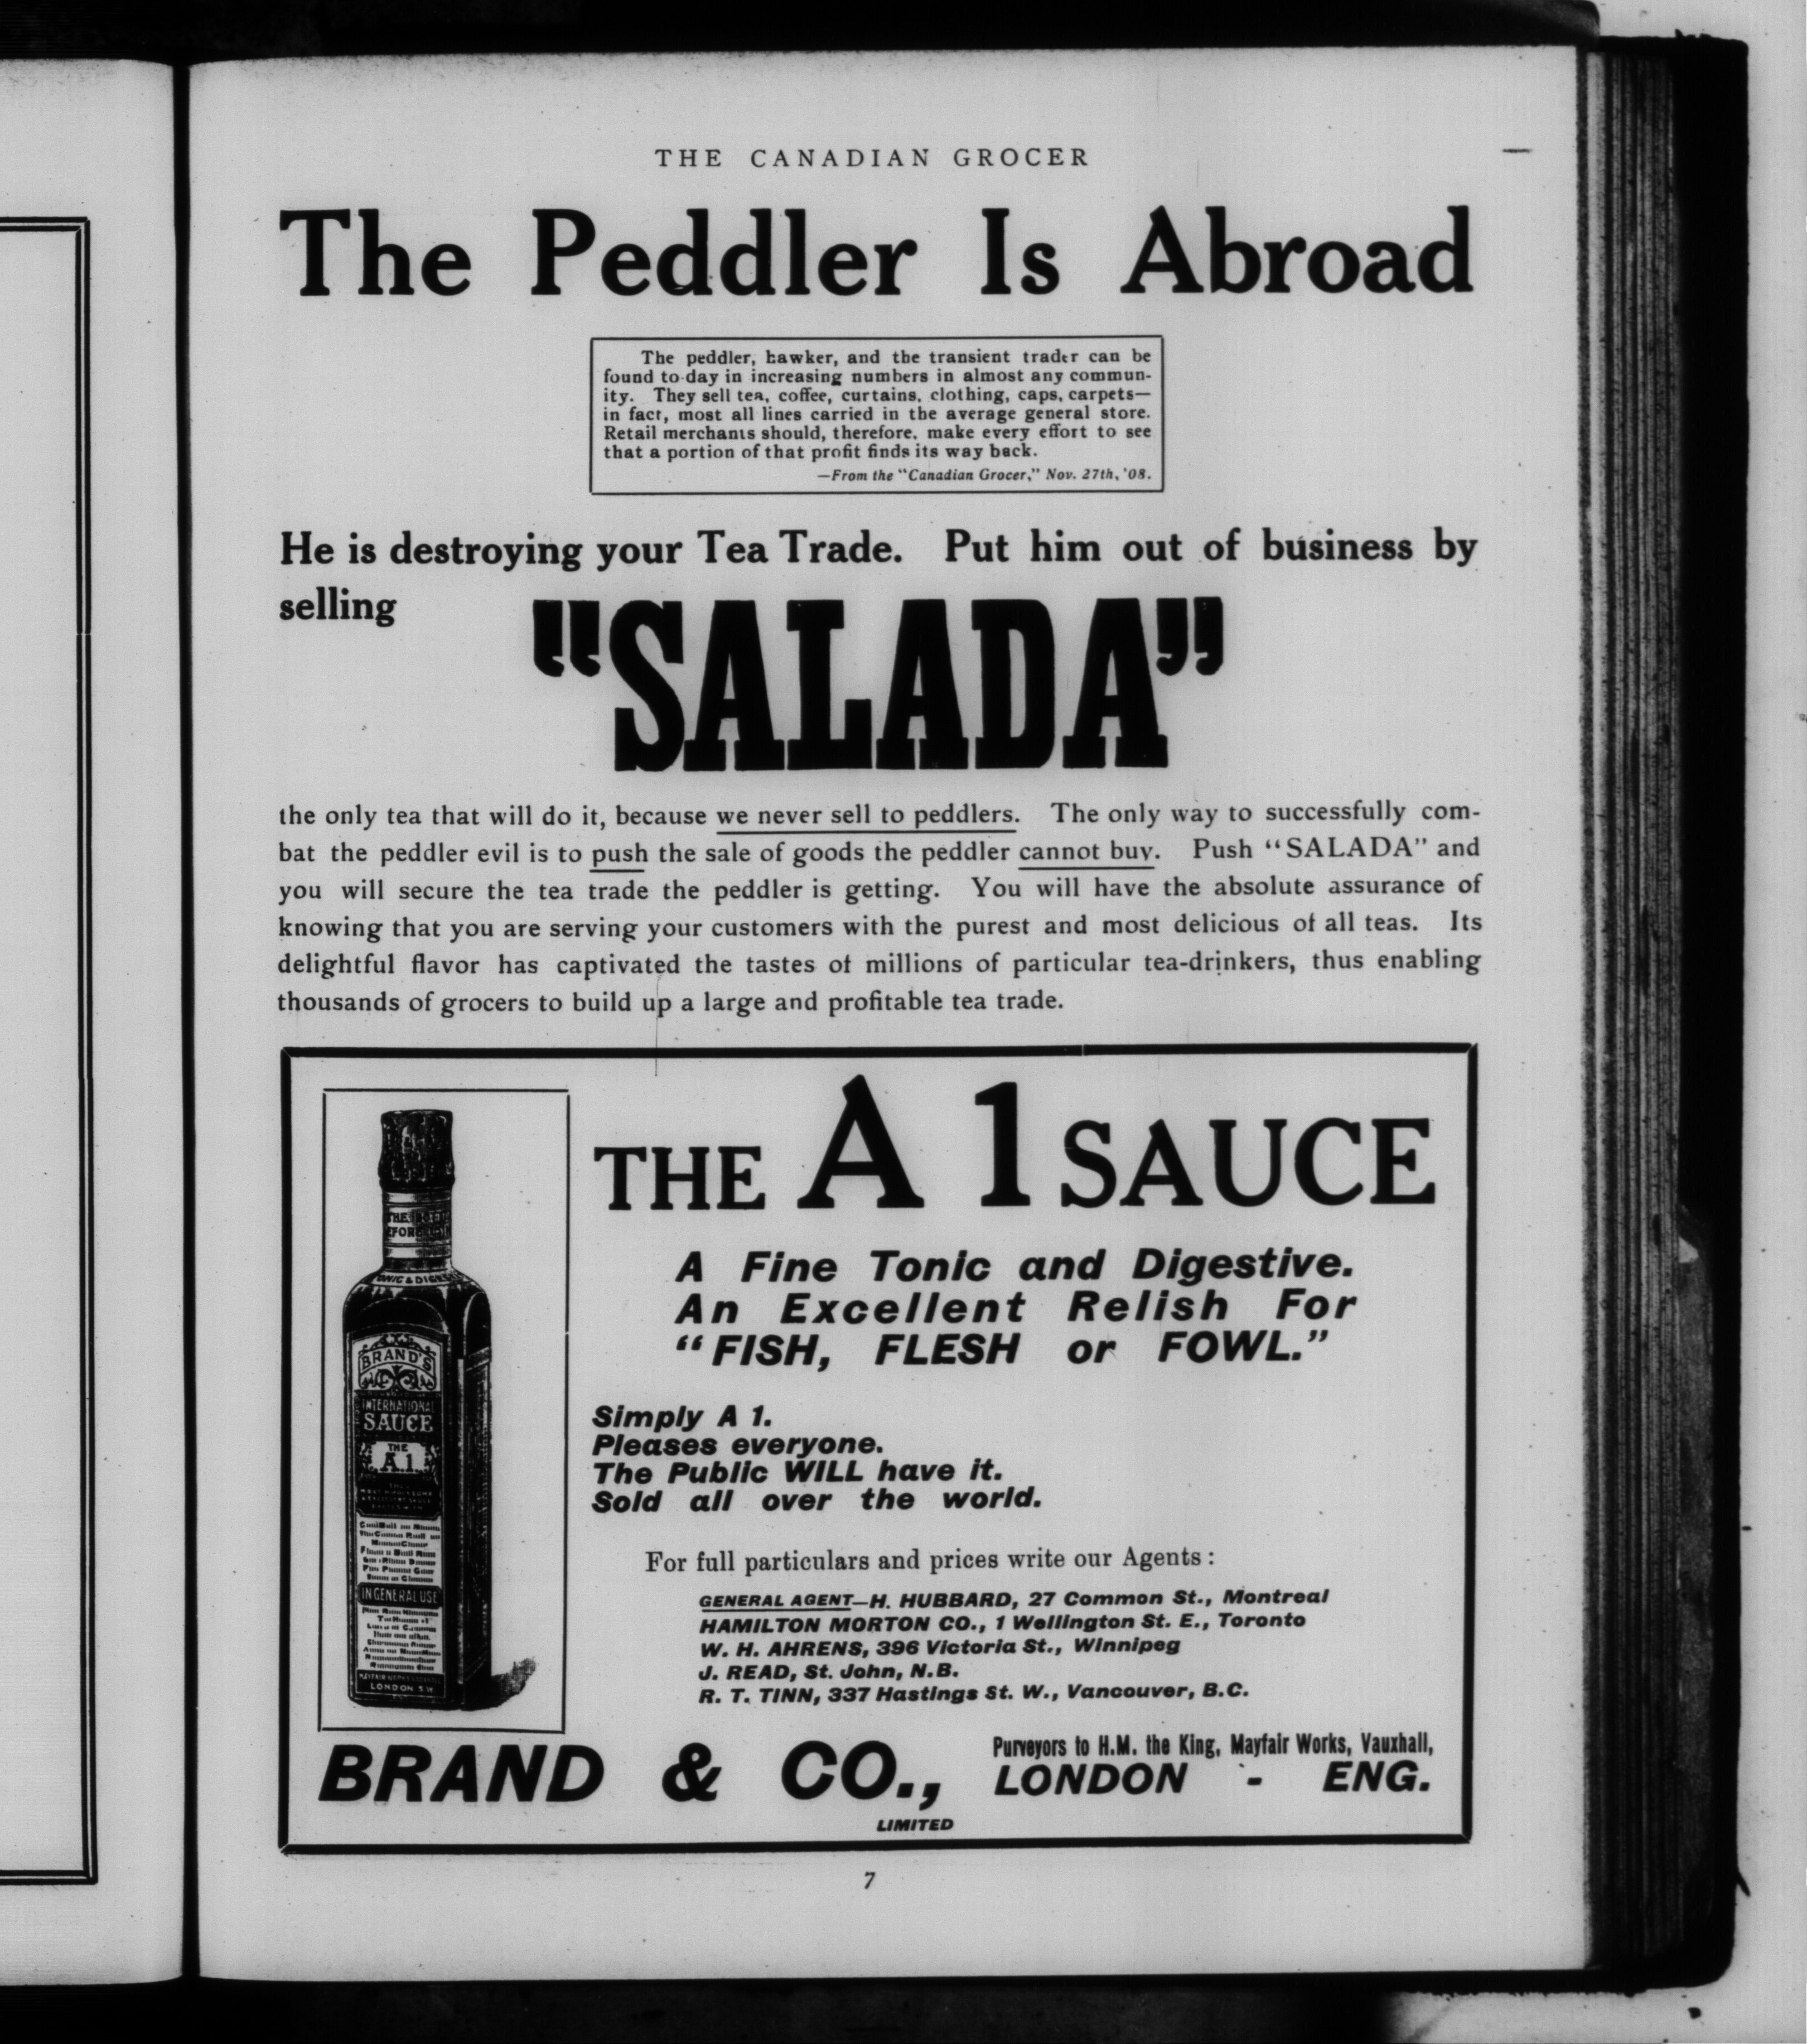 THE CANADIAN GROCER
The Peddler Is Abroad
The peddler, hawker, and the transient trader can be
found to-day in increasing numbers in almost any commun-
ity. They sell tea, coffee, curtains, clothing, caps, carpets—
in fact, most all lines carried in the average general store.
Retail merchants should, therefore, make every effort to see
that a portion of that profit finds its way back.
—From the "Canadian Grocer," Nov. 27th, '08.
He is destroying your Tea Trade. Put him out of business by
selling
"SALADA"
the only tea that will do it, because we never sell to peddlers. The only way to successfully com-
bat the peddler evil is to push the sale of goods the peddler cannot buy. Push "SALADA" and
you will secure the tea trade the peddler is getting. You will have the absolute assurance of
knowing that you are serving your customers with the purest and most delicious of all teas. Its
delightful flavor has captivated the tastes of millions of particular tea-drinkers, thus enabling
thousands of grocers to build up a large and profitable tea trade.
THE A 1 SAUCE
A Fine Tonic and Digestive.
An Excellent Relish For
"FISH, FLESH or FOWL."
Simply A 1.
Pleases everyone.
The Public WILL have it.
Sold all over the world.
For full particulars and prices write our Agents :
GENERAL AGENT—H. HUBBARD, 27 Common St., Montreal
HAMILTON MORTON CO., 1 Wellington St. E., Toronto
W. H. AHRENS, 396 Victoria St., Winnipeg
J. READ, St. John, N.B.
R. T. TINN, 337 Hastings St. W., Vancouver, B.C.
BRAND'S
INTERNATIONAL
SAUCE
THE
A.1.
IN GENERAL USE
LONDON S.W.
BRAND & CO.,
LIMITED
Purveyors to H.M. the King, Mayfair Works, Vauxhall,
LONDON - ENG.
7